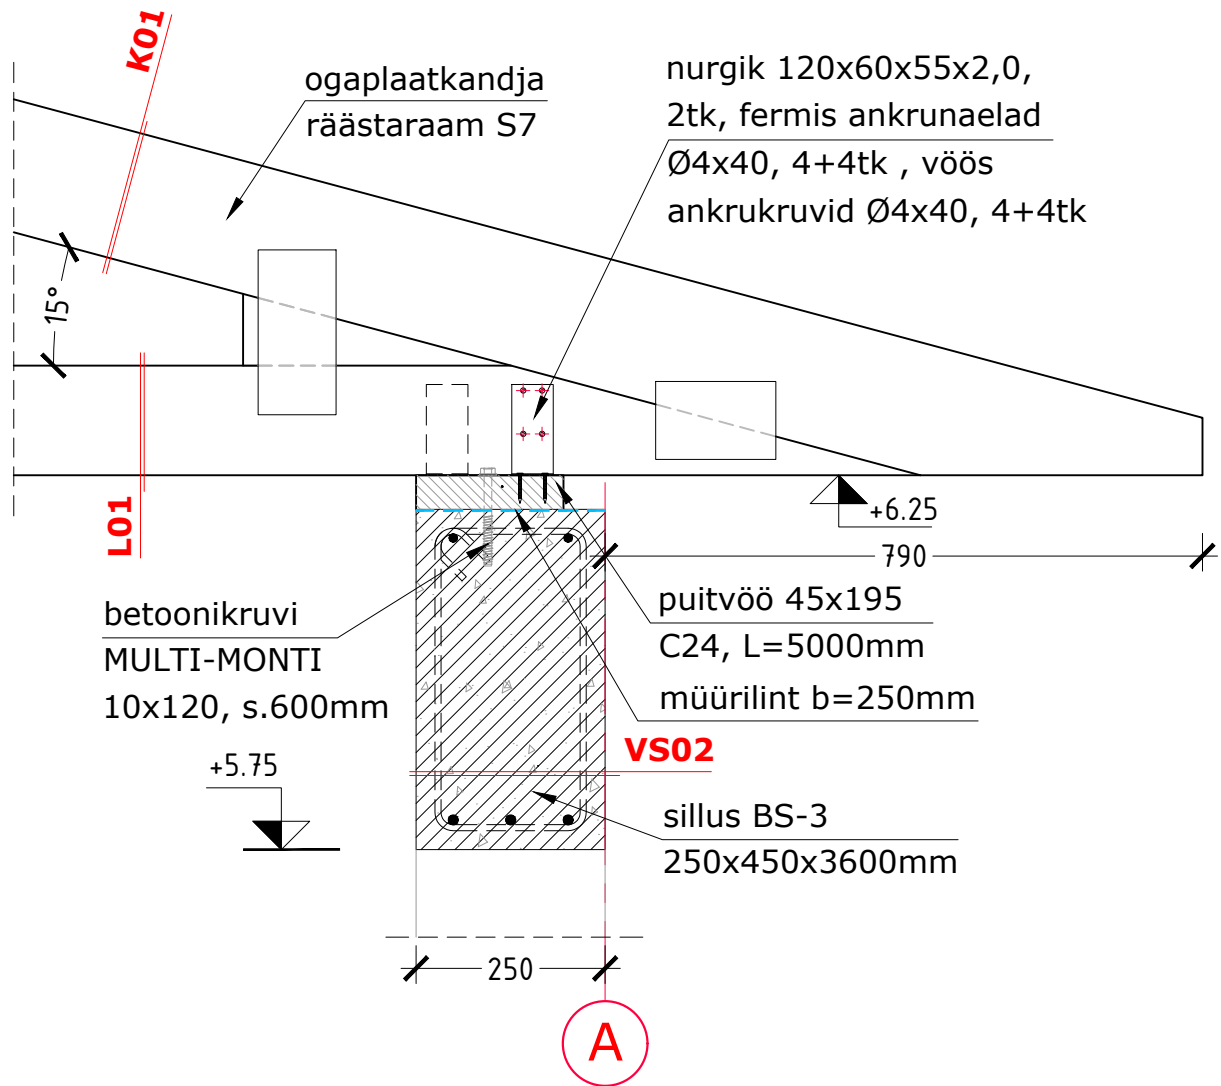 K01
ogaplaatkandja
räästaraam S7
nurgik 120x60x55x2,0,
2tk, fermis ankrunaelad
Ø4x40, 4+4tk , vöös
ankrukruvid Ø4x40, 4+4tk
15°
L01
+6.25
790
betoonikruvi
MULTI-MONTI
10x120, s.600mm
puitvöö 45x195
C24, L=5000mm
müürilint b=250mm
VS02
+5.75
sillus BS-3
250x450x3600mm
250
A